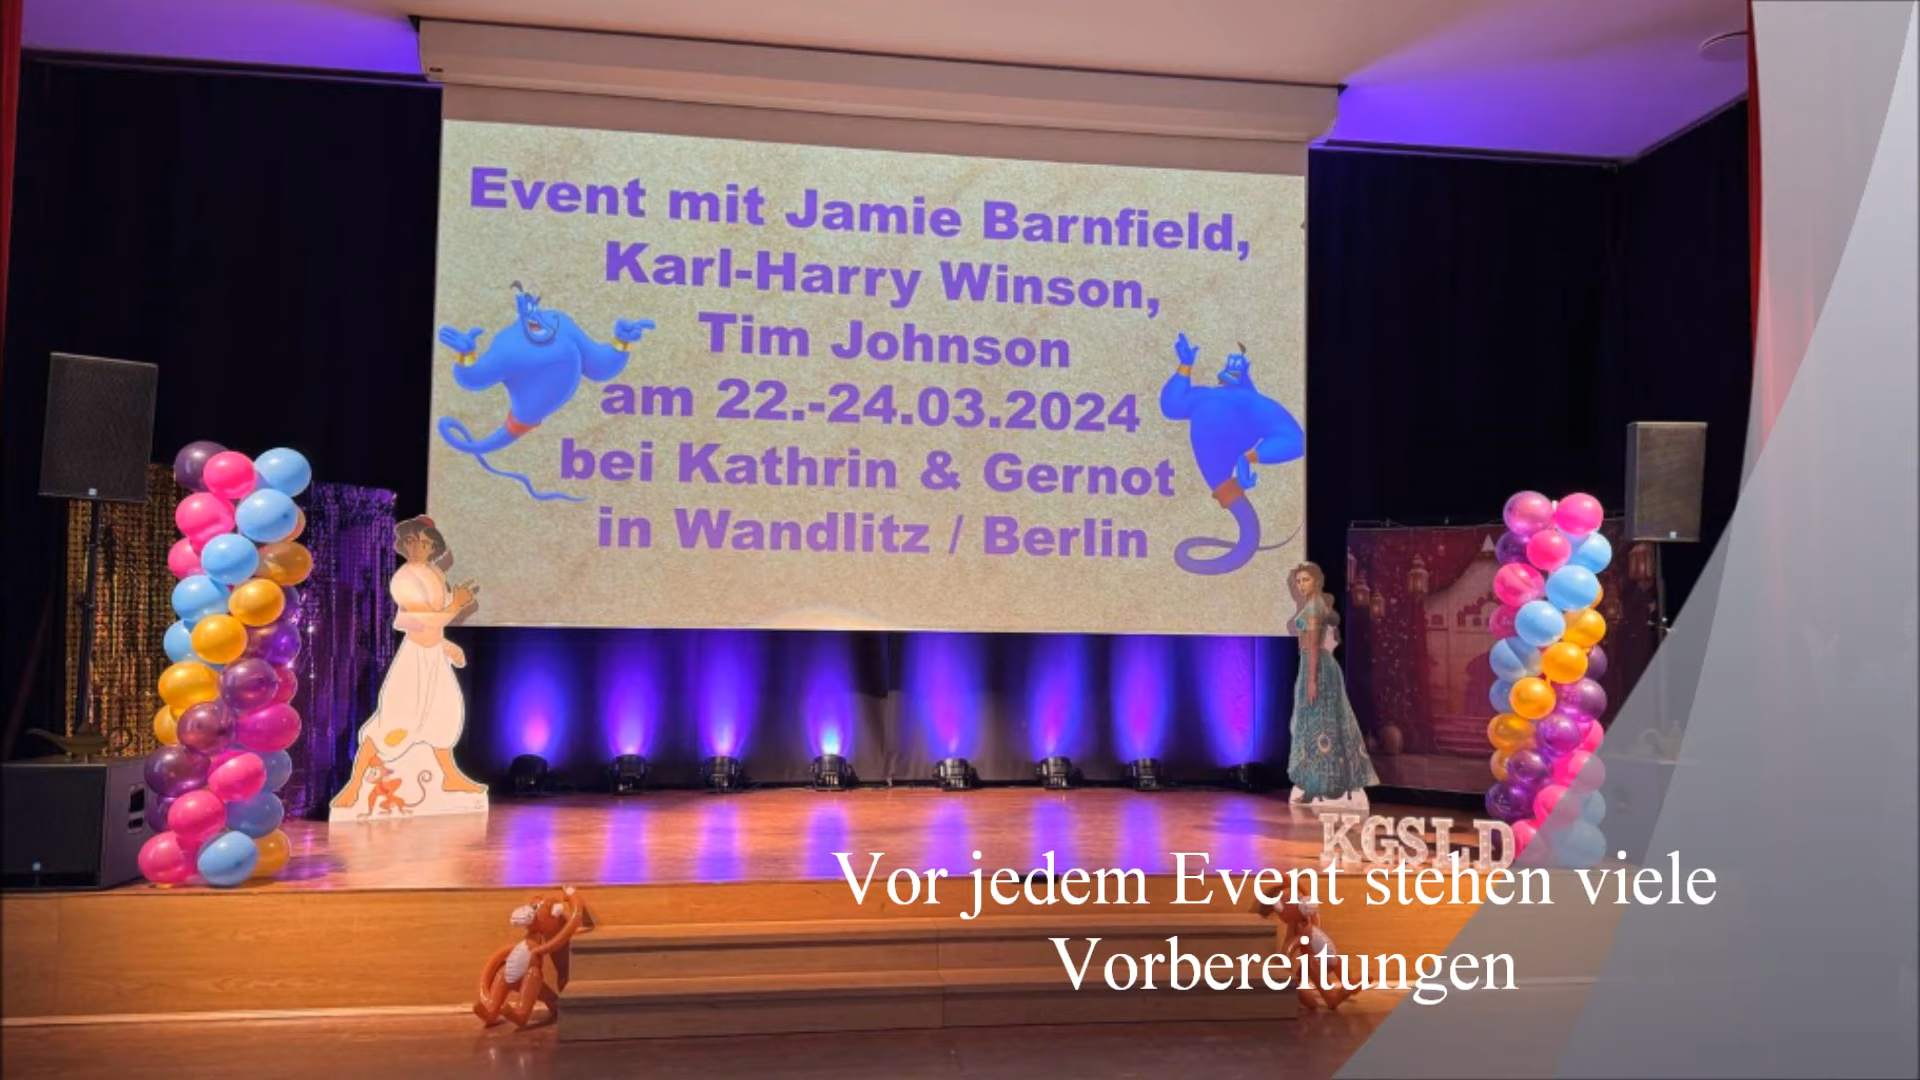 Event mit Jamie Barnfield,
Karl-Harry Winson,
Tim Johnson
am 22.-24.03.2024
bei Kathrin & Gernot
in Wandlitz / Berlin
KGSLD
Vor jedem Event stehen viele
Vorbereitungen